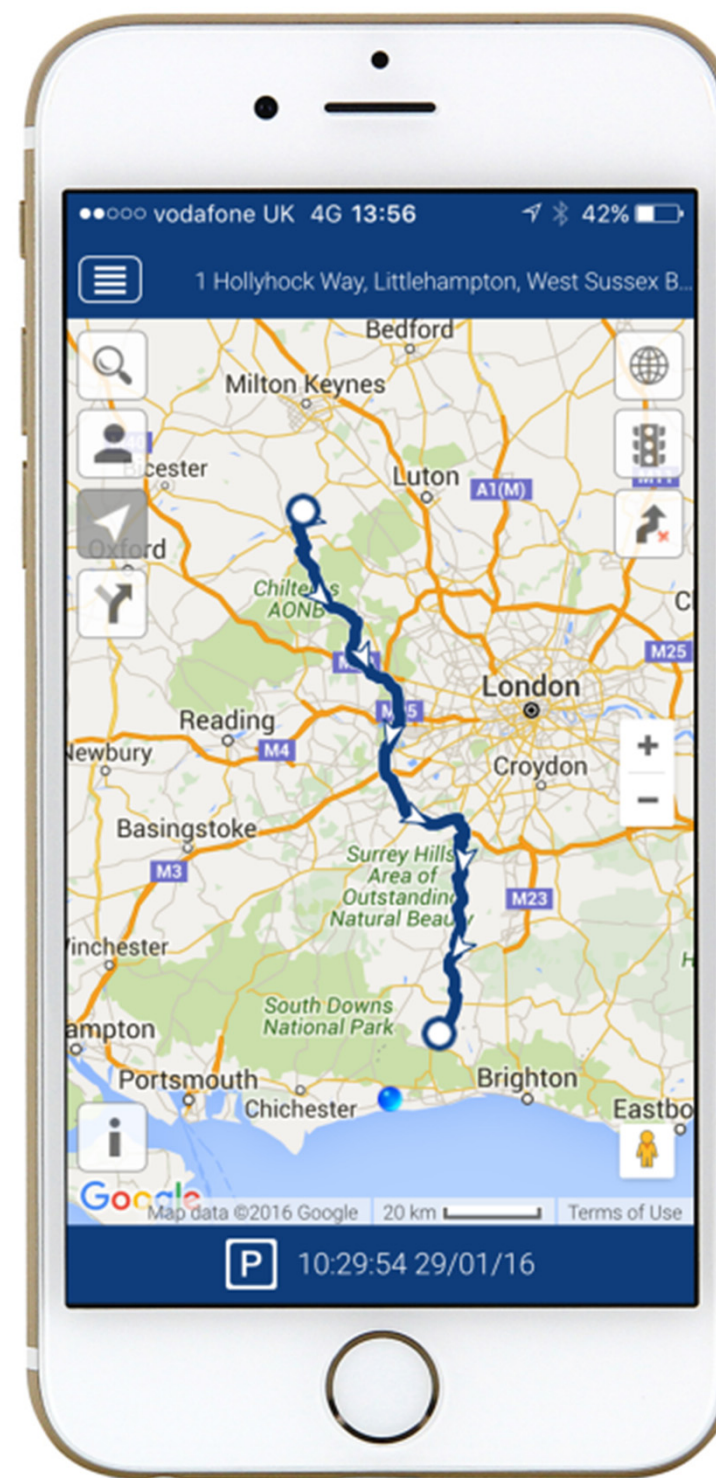 vodafone UK 4G 13:56 42%
1 Hollyhock Way, Littlehampton, West Sussex B...
Bedford
Milton Keynes
Bicester
Luton
A1(M)
M11
Oxford
Chilterns
AONB
M25
London
M25
Reading
M4
Newbury
Croydon
Basingstoke
M3
Surrey Hills
Area of
Outstanding
Natural Beauty
M23
Winchester
South Downs
National Park
ampton
Portsmouth
Chichester
Brighton
Eastbo
Google
Map data ©2016 Google 20 km Terms of Use
P 10:29:54 29/01/16